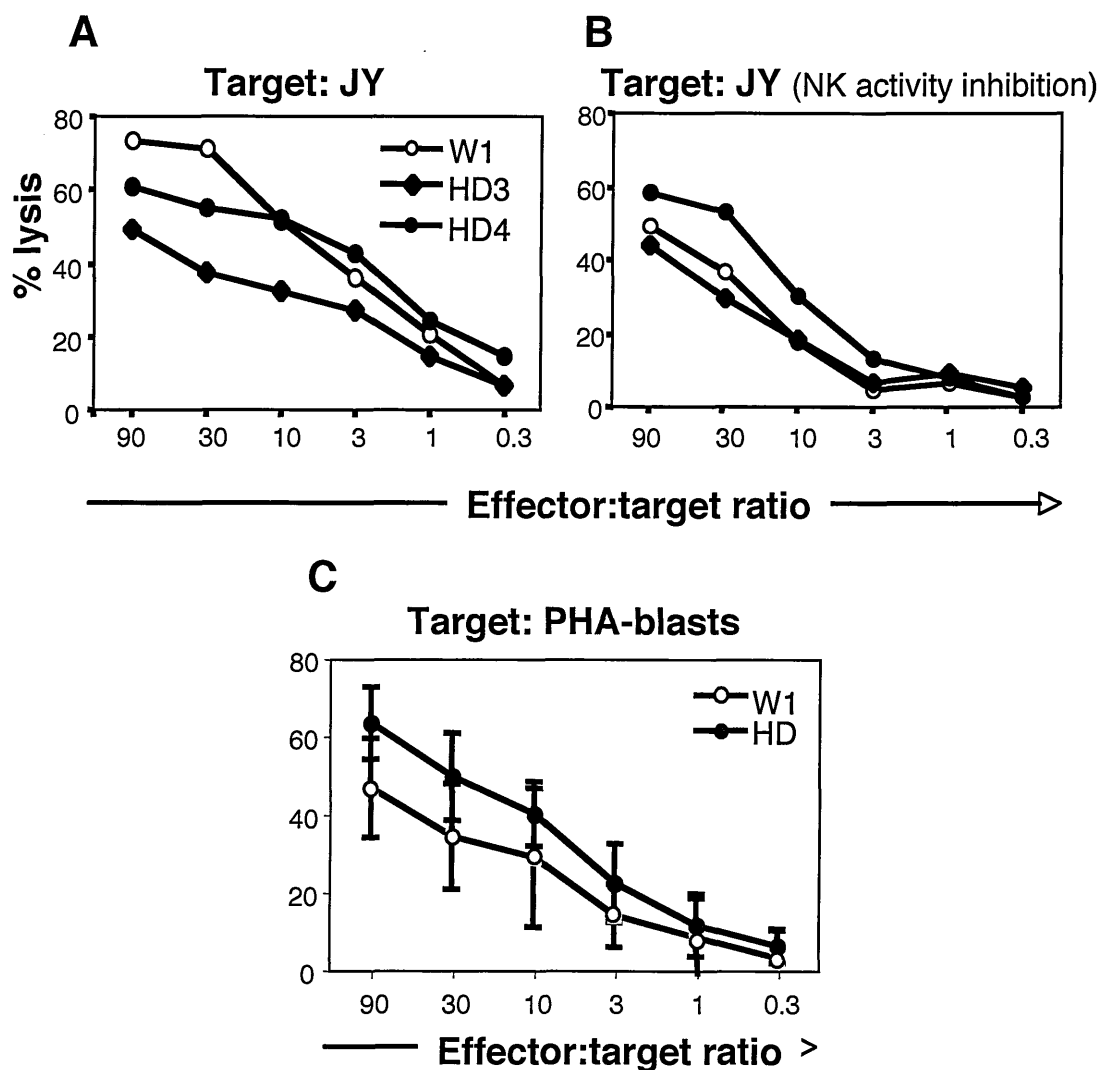 A
Target: JY
80
60
40
20
0
% lysis
W1
HD3
HD4
90 30 10 3 1 0.3
B
Target: JY (NK activity inhibition)
80
60
40
20
0
90 30 10 3 1 0.3
Effector:target ratio
C
Target: PHA-blasts
80
60
40
20
0
W1
HD
90 30 10 3 1 0.3
Effector:target ratio >